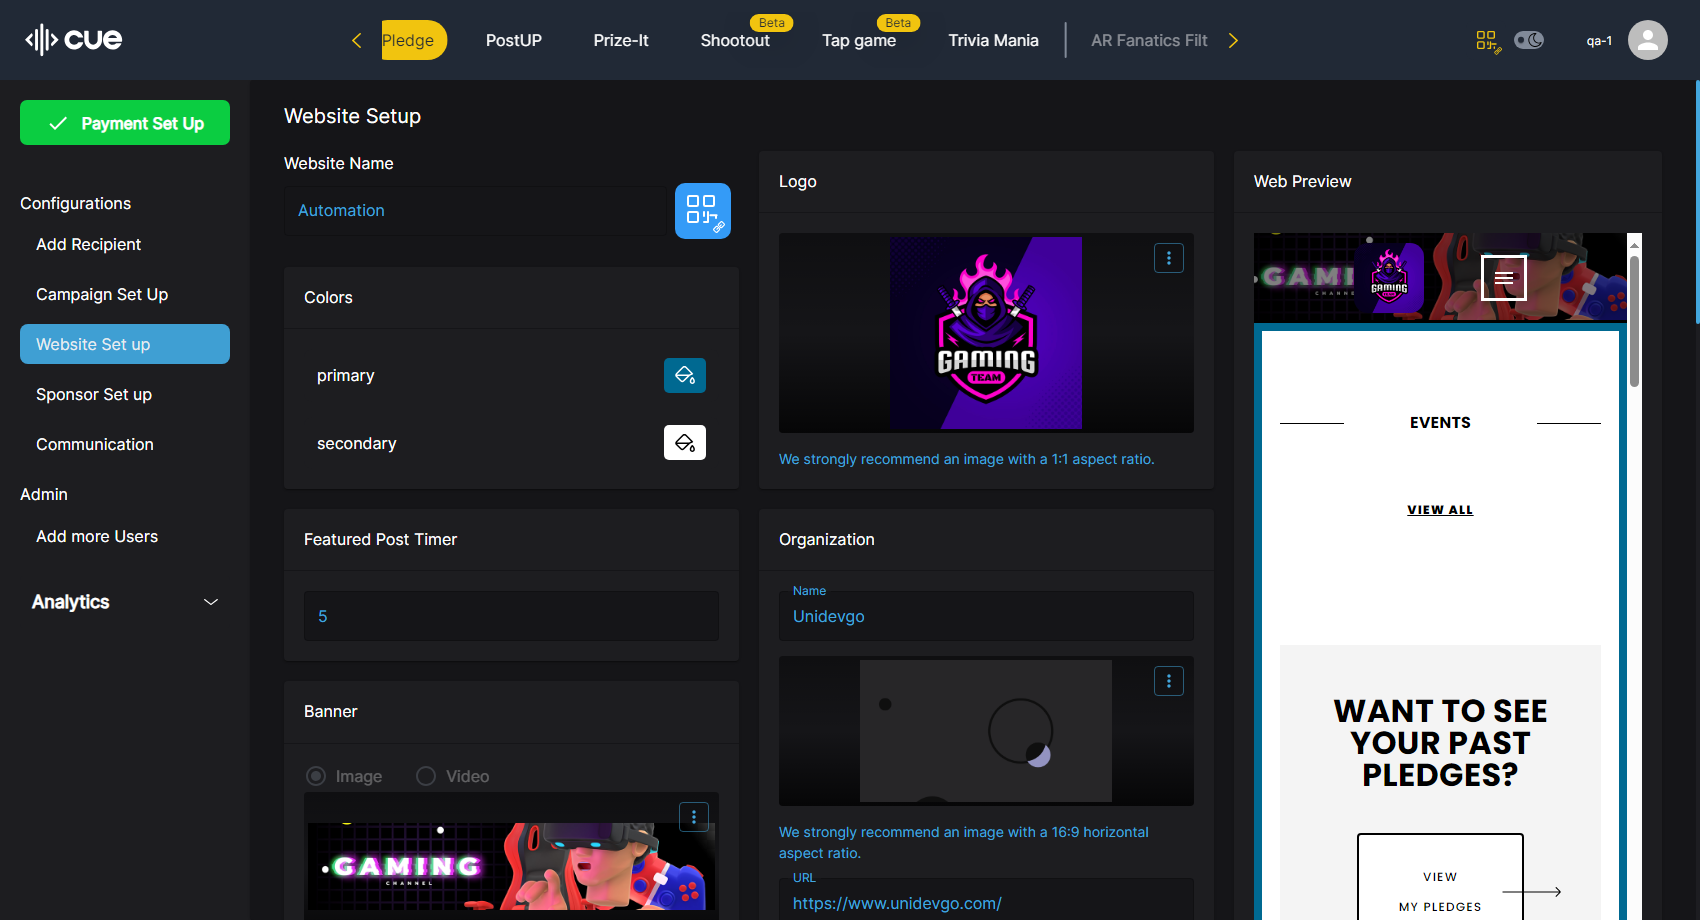 cue
Pledge
PostUP
Prize-It
Shootout
Beta
Tap game
Beta
Trivia Mania
AR Fanatics Filt
qa-1
Payment Set Up
Configurations
Add Recipient
Campaign Set Up
Website Set up
Sponsor Set up
Communication
Admin
Add more Users
Analytics
Website Setup
Website Name
Automation
Colors
primary
secondary
Featured Post Timer
5
Banner
Image
Video
GAMING
CHANNEL
Logo
GAMING
TEAM
We strongly recommend an image with a 1:1 aspect ratio.
Organization
Name
Unidevgo
We strongly recommend an image with a 16:9 horizontal
aspect ratio.
URL
https://www.unidevgo.com/
Web Preview
GAMI
CHANN
GAMING
TEAM
EVENTS
VIEW ALL
WANT TO SEE
YOUR PAST
PLEDGES?
VIEW
MY PLEDGES